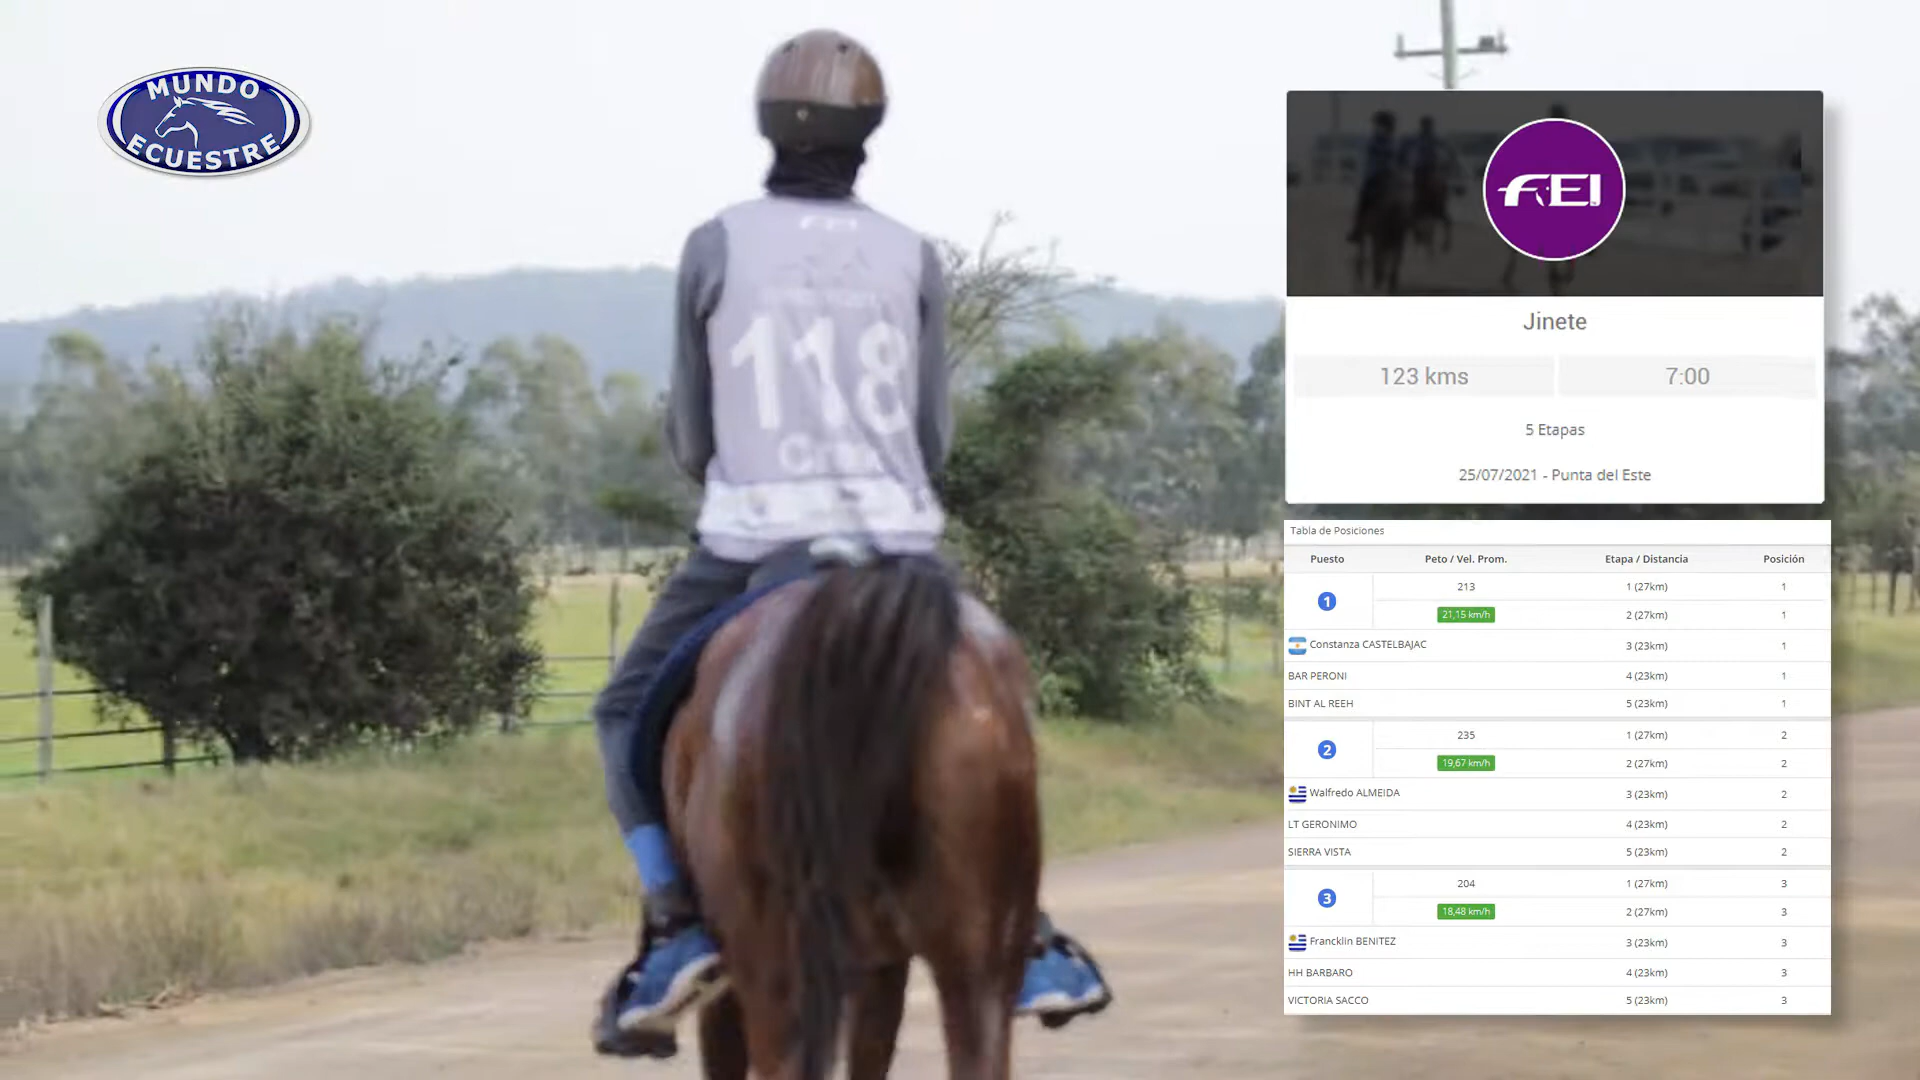 MUNDO
ECUESTRE
118
FEI
Jinete
123 kms 7:00
5 Etapas
25/07/2021 - Punta del Este
Tabla de Posiciones
Puesto Peto / Vel. Prom. Etapa / Distancia Posición
1 213 1 (27km) 1
21,15 km/h 2 (27km) 1
Constanza CASTELBAJAC 3 (23km) 1
BAR PERONI 4 (23km) 1
BINT AL REEH 5 (23km) 1
2 235 1 (27km) 2
19,67 km/h 2 (27km) 2
Walfredo ALMEIDA 3 (23km) 2
LT GERONIMO 4 (23km) 2
SIERRA VISTA 5 (23km) 2
3 204 1 (27km) 3
18,48 km/h 2 (27km) 3
Francklin BENITEZ 3 (23km) 3
HH BARBARO 4 (23km) 3
VICTORIA SACCO 5 (23km) 3